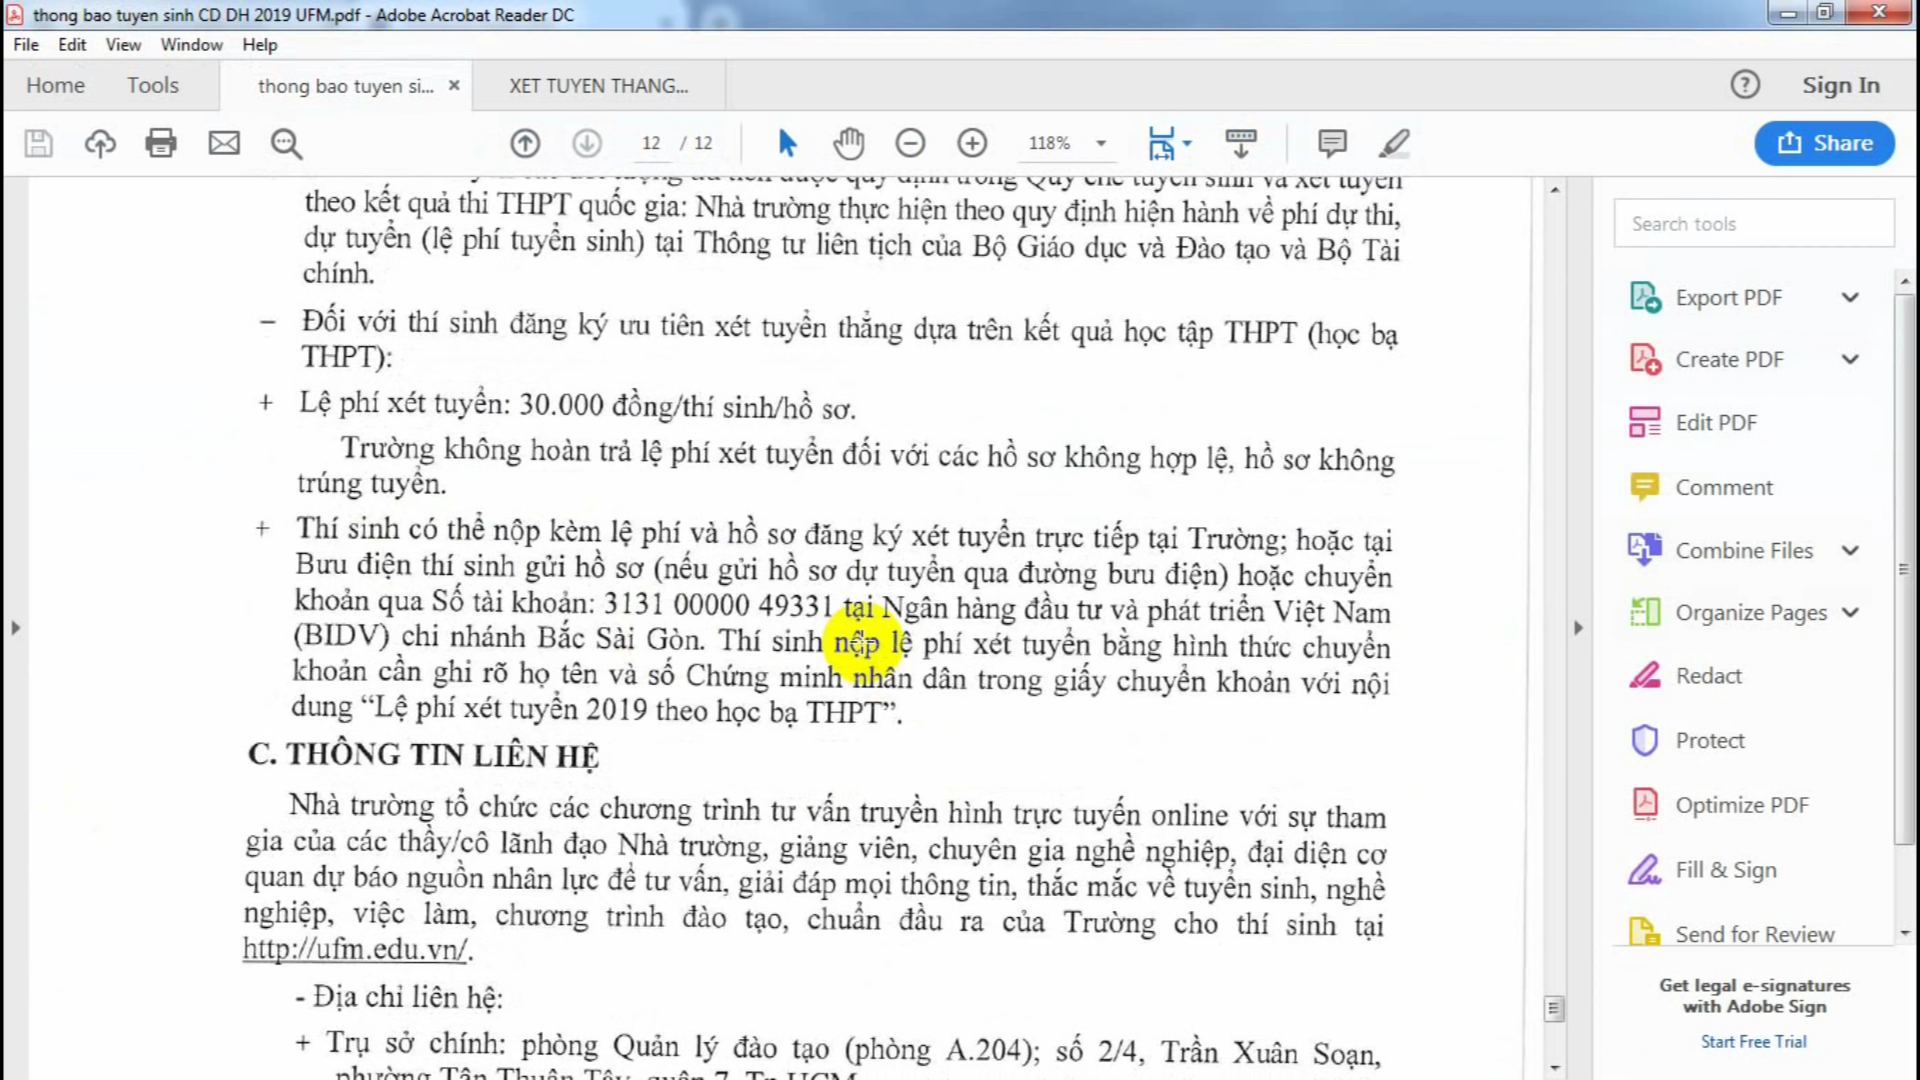 thong bao tuyen sinh CD DH 2019 UFM.pdf - Adobe Acrobat Reader DC
File Edit View Window Help
Home Tools thong bao tuyen si... × XET TUYEN THANG... Sign In
12 / 12 118% Share
theo kết quả thi THPT quốc gia: Nhà trường thực hiện theo quy định hiện hành về phí dự thi,
dự tuyển (lệ phí tuyển sinh) tại Thông tư liên tịch của Bộ Giáo dục và Đào tạo và Bộ Tài
chính.
– Đối với thí sinh đăng ký ưu tiên xét tuyển thẳng dựa trên kết quả học tập THPT (học bạ
THPT):
+ Lệ phí xét tuyển: 30.000 đồng/thí sinh/hồ sơ.
Trường không hoàn trả lệ phí xét tuyển đối với các hồ sơ không hợp lệ, hồ sơ không
trúng tuyển.
+ Thí sinh có thể nộp kèm lệ phí và hồ sơ đăng ký xét tuyển trực tiếp tại Trường; hoặc tại
Bưu điện thí sinh gửi hồ sơ (nếu gửi hồ sơ dự tuyển qua đường bưu điện) hoặc chuyển
khoản qua Số tài khoản: 3131 00000 49331 tại Ngân hàng đầu tư và phát triển Việt Nam
(BIDV) chi nhánh Bắc Sài Gòn. Thí sinh nộp lệ phí xét tuyển bằng hình thức chuyển
khoản cần ghi rõ họ tên và số Chứng minh nhân dân trong giấy chuyển khoản với nội
dung “Lệ phí xét tuyển 2019 theo học bạ THPT”.
C. THÔNG TIN LIÊN HỆ
Nhà trường tổ chức các chương trình tư vấn truyền hình trực tuyến online với sự tham
gia của các thầy/cô lãnh đạo Nhà trường, giảng viên, chuyên gia nghề nghiệp, đại diện cơ
quan dự báo nguồn nhân lực để tư vấn, giải đáp mọi thông tin, thắc mắc về tuyển sinh, nghề
nghiệp, việc làm, chương trình đào tạo, chuẩn đầu ra của Trường cho thí sinh tại
http://ufm.edu.vn/.
- Địa chỉ liên hệ:
+ Trụ sở chính: phòng Quản lý đào tạo (phòng A.204); số 2/4, Trần Xuân Soạn,
Search tools
Export PDF
Create PDF
Edit PDF
Comment
Combine Files
Organize Pages
Redact
Protect
Optimize PDF
Fill & Sign
Send for Review
Get legal e-signatures
with Adobe Sign
Start Free Trial